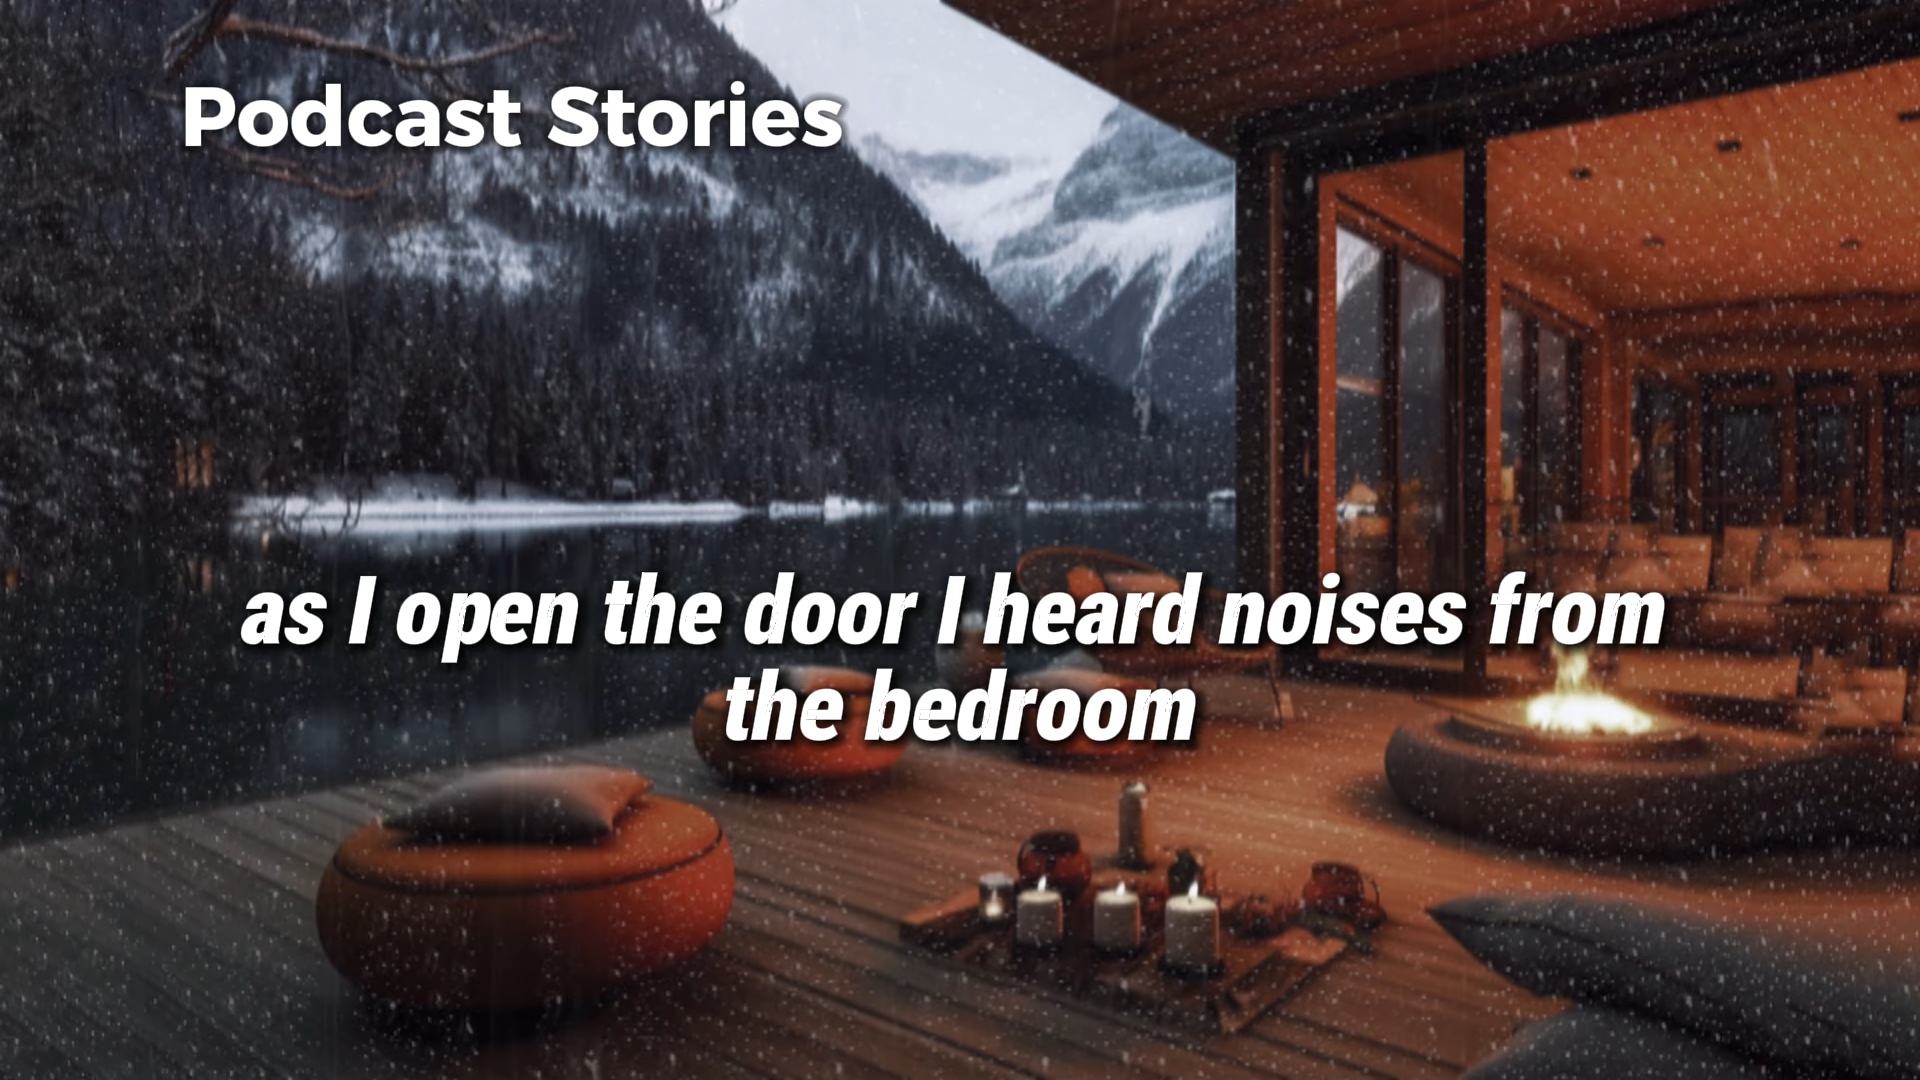 Podcast Stories
as I open the door I heard noises from
the bedroom